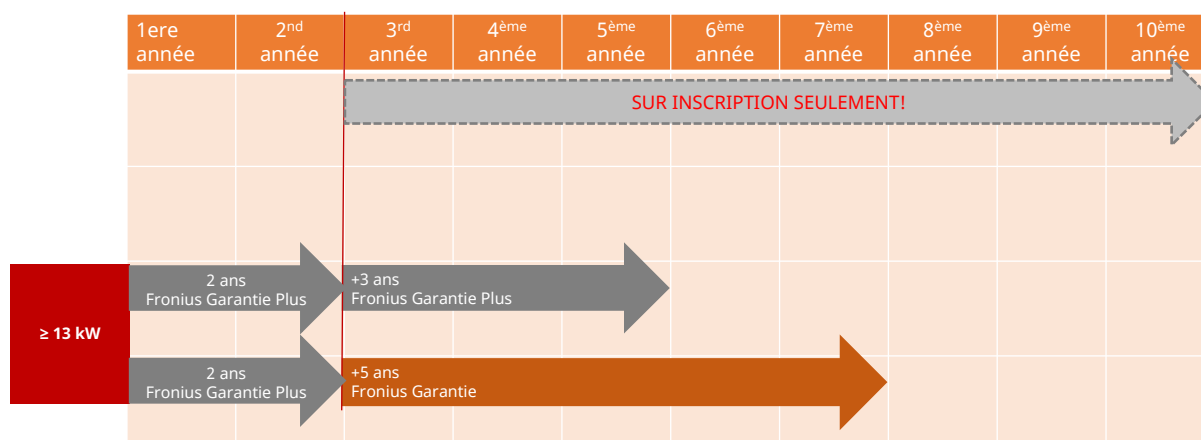 1ere année
2nd année
3rd année
4ème année
5ème année
6ème année
7ème année
8ème année
9ème année
10ème année
SUR INSCRIPTION SEULEMENT!
≥ 13 kW
2 ans
Fronius Garantie Plus
+3 ans
Fronius Garantie Plus
2 ans
Fronius Garantie Plus
+5 ans
Fronius Garantie